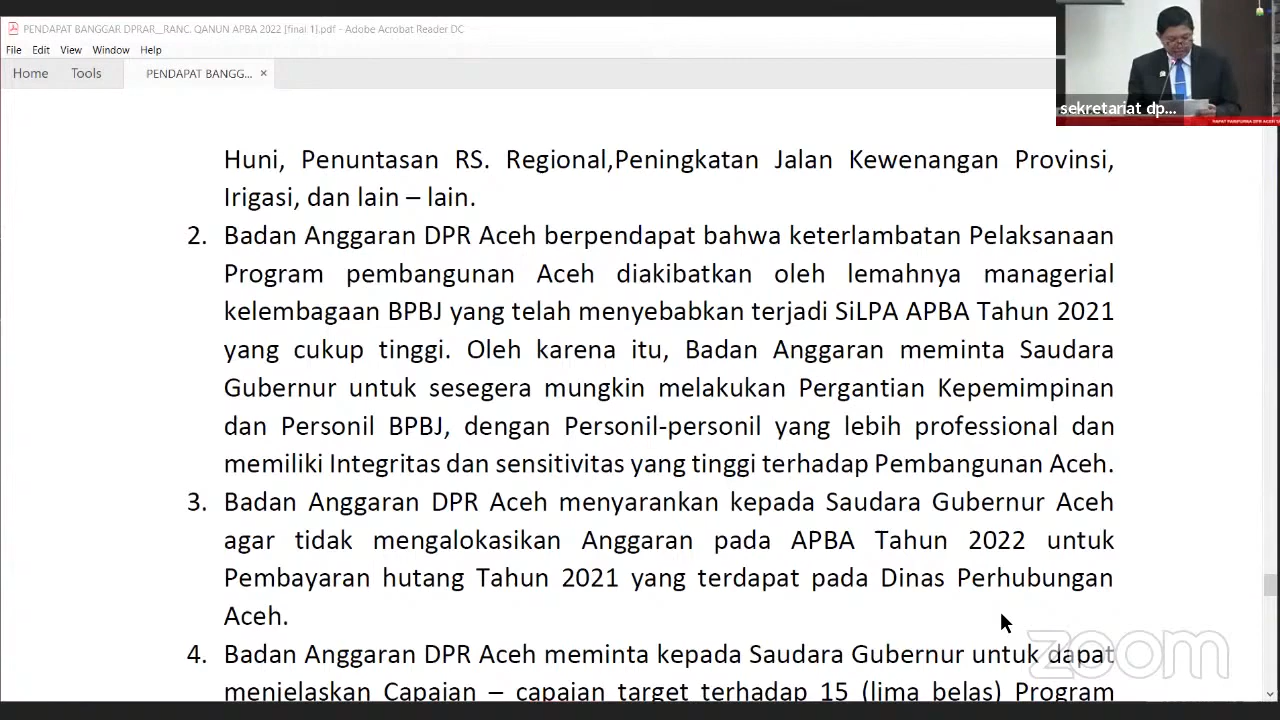 PENDAPAT BANGGAR DPRAR__RANC. QANUN APBA 2022 [final 1].pdf - Adobe Acrobat Reader DC
File Edit View Window Help
Home Tools PENDAPAT BANGG... ×
sekretariat dp...
RAPAT PARIPURNA DPR ACEH
Huni, Penuntasan RS. Regional,Peningkatan Jalan Kewenangan Provinsi,
Irigasi, dan lain – lain.
2. Badan Anggaran DPR Aceh berpendapat bahwa keterlambatan Pelaksanaan
Program pembangunan Aceh diakibatkan oleh lemahnya managerial
kelembagaan BPBJ yang telah menyebabkan terjadi SiLPA APBA Tahun 2021
yang cukup tinggi. Oleh karena itu, Badan Anggaran meminta Saudara
Gubernur untuk sesegera mungkin melakukan Pergantian Kepemimpinan
dan Personil BPBJ, dengan Personil-personil yang lebih professional dan
memiliki Integritas dan sensitivitas yang tinggi terhadap Pembangunan Aceh.
3. Badan Anggaran DPR Aceh menyarankan kepada Saudara Gubernur Aceh
agar tidak mengalokasikan Anggaran pada APBA Tahun 2022 untuk
Pembayaran hutang Tahun 2021 yang terdapat pada Dinas Perhubungan
Aceh.
4. Badan Anggaran DPR Aceh meminta kepada Saudara Gubernur untuk dapat
menjelaskan Capaian – capaian target terhadap 15 (lima belas) Program
zoom